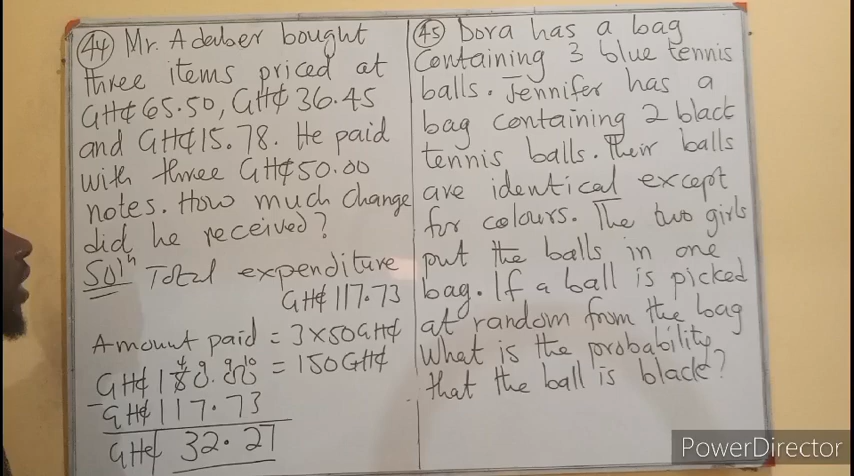 44 Mr. Adenber bought
three items priced at
GH¢ 65.50, GH¢ 36.45
and GH¢15.78. He paid
with three GH¢50.00
notes. How much change
did he received?
Solⁿ Total expenditure
GH¢ 117.73
Amount paid = 3×50GH¢
= 150GH¢
4 9 9 10
GH¢ 150.00
- GH¢ 117.73
GH¢ 32.27
45 Dora has a bag
containing 3 blue tennis
balls. Jennifer has a
bag containing 2 black
tennis balls. Their balls
are identical except
for colours. The two girls
put the balls in one
bag. If a ball is picked
at random from the bag
What is the probability
that the ball is black?
PowerDirector